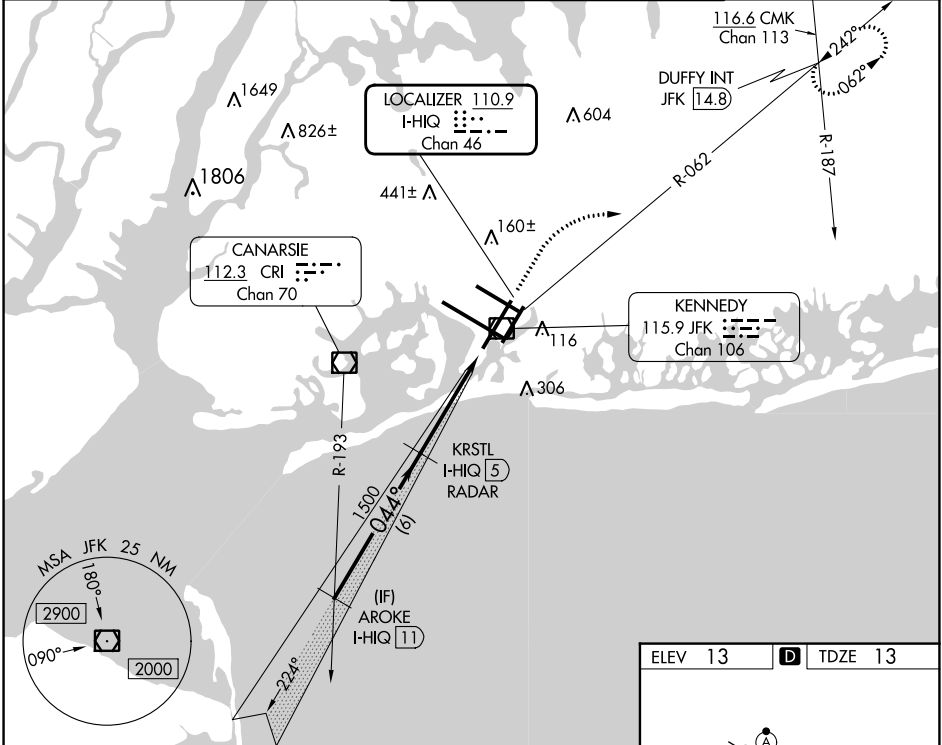 116.6 CMK
Chan 113
242°
062°
DUFFY INT
JFK 14.8
1649
LOCALIZER 110.9
I-HIQ
Chan 46
604
826±
R-062
R-187
1806
441±
160±
CANARSIE
112.3 CRI
Chan 70
KENNEDY
115.9 JFK
Chan 106
116
306
R-193
KRSTL
I-HIQ 5
RADAR
1500
044°
(6)
MSA JFK 25 NM
180°
2900
090°
2000
(IF)
AROKE
I-HIQ 11
224°
ELEV 13 D TDZE 13
A